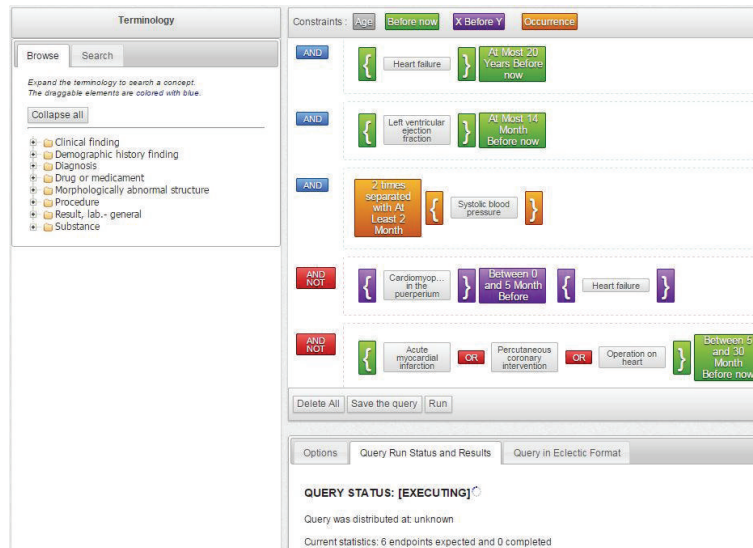 Terminology
Browse
Search
Expand the terminology to search a concept.
The draggable elements are colored with blue.
Collapse all
Clinical finding
Demographic history finding
Diagnosis
Drug or medicament
Morphologically abnormal structure
Procedure
Result, lab.- general
Substance
Constraints :
Age
Before now
X Before Y
Occurrence
AND
{
Heart failure
}
At Most 20
Years Before
now
AND
{
Left ventricular
ejection
fraction
}
At Most 14
Month
Before now
AND
2 times
separated
with At
Least 2
Month
{
Systolic blood
pressure
}
AND
NOT
{
Cardiomyop...
in the
puerperium
}
Between 0
and 5 Month
Before
{
Heart failure
}
AND
NOT
{
Acute
myocardial
infarction
OR
Percutaneous
coronary
intervention
OR
Operation on
heart
}
Between 5
and 30
Month
Before now
Delete All
Save the query
Run
Options
Query Run Status and Results
Query in Eclectic Format
QUERY STATUS: [EXECUTING]
Query was distributed at: unknown
Current statistics: 6 endpoints expected and 0 completed